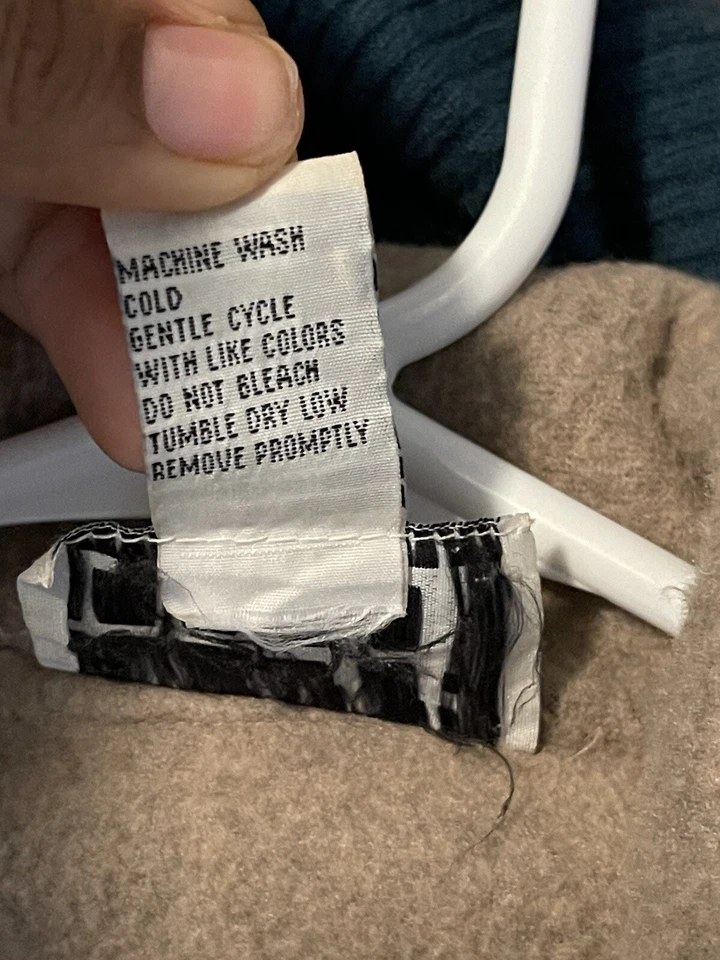 MACHINE WASH
COLD
GENTLE CYCLE
WITH LIKE COLORS
DO NOT BLEACH
TUMBLE DRY LOW
REMOVE PROMPTLY